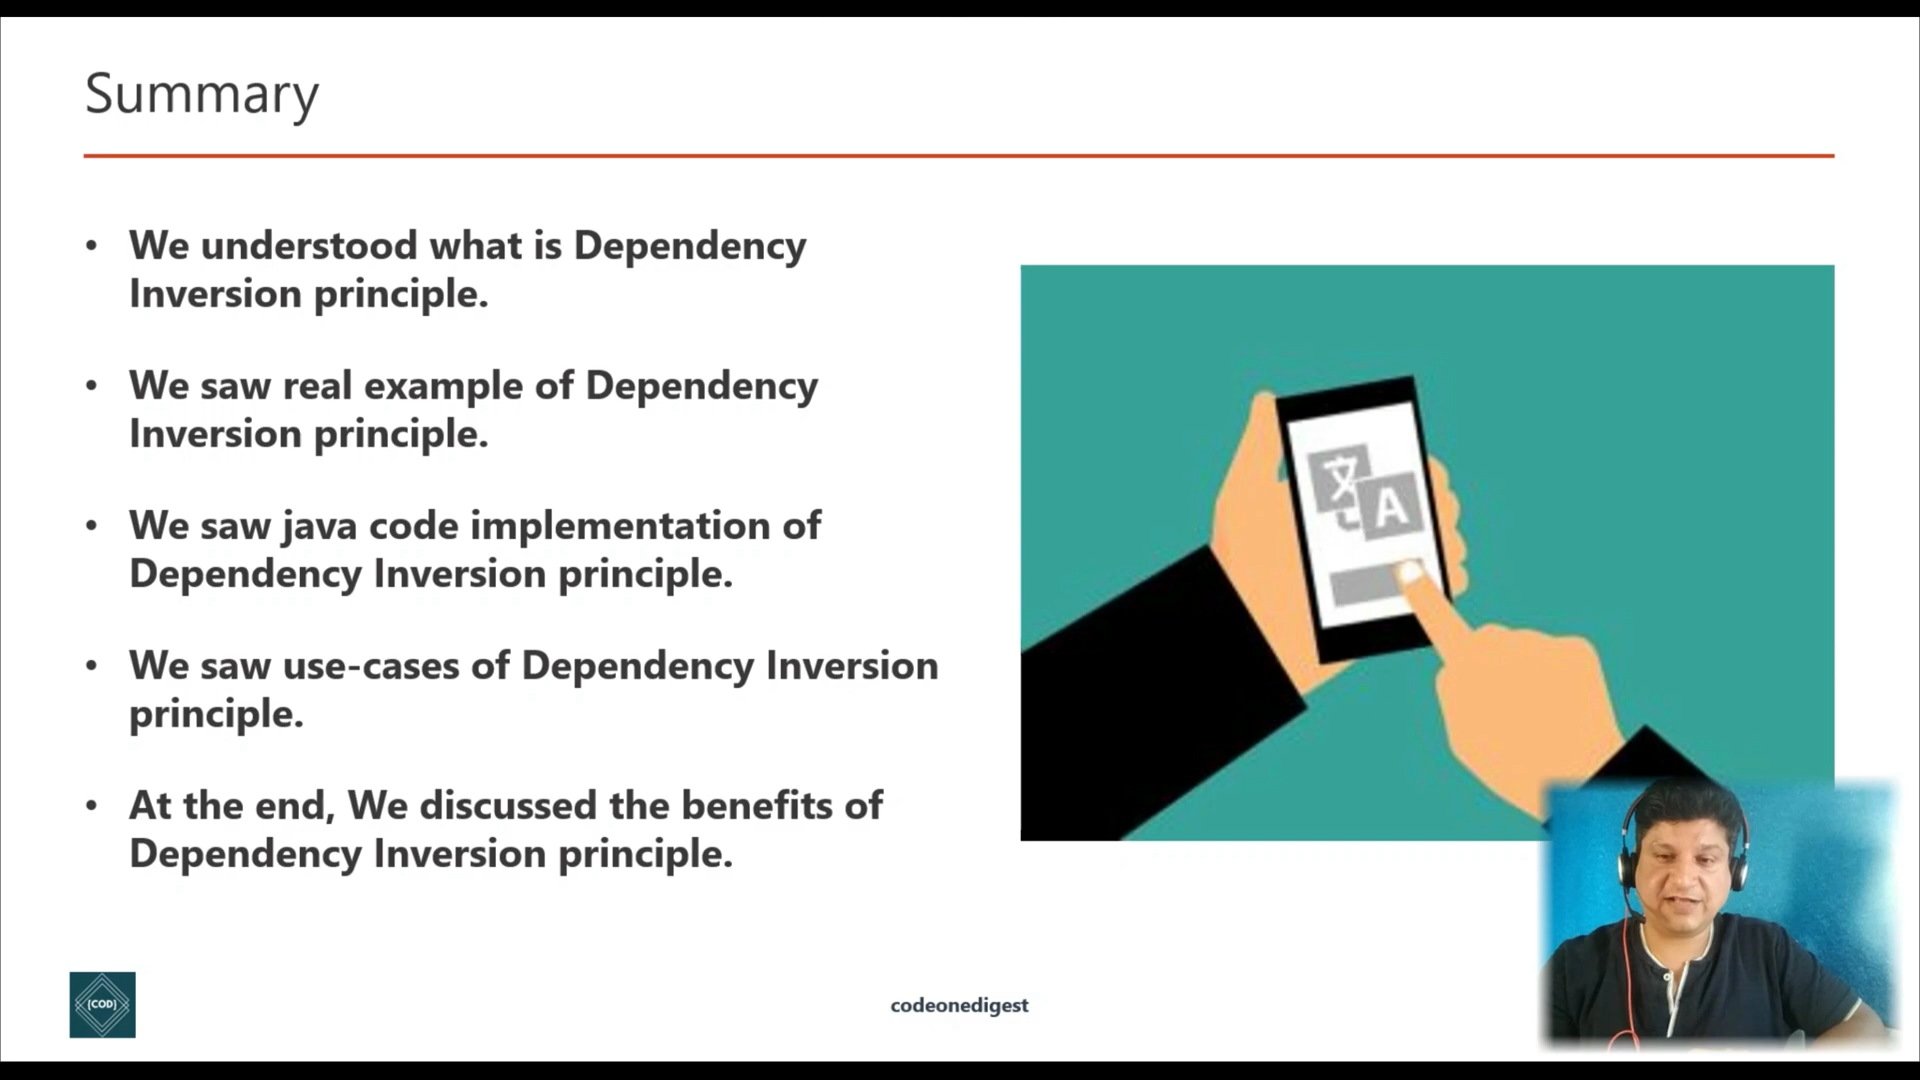 Summary
• We understood what is Dependency
Inversion principle.
• We saw real example of Dependency
Inversion principle.
• We saw java code implementation of
Dependency Inversion principle.
• We saw use-cases of Dependency Inversion
principle.
• At the end, We discussed the benefits of
Dependency Inversion principle.
文
A
{COD}
codeonedigest